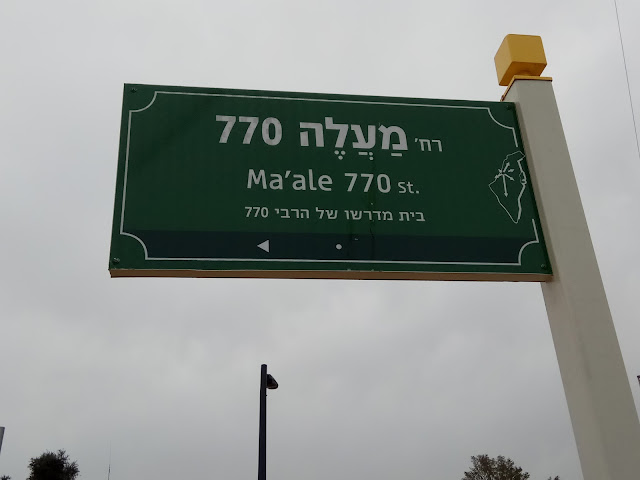 רח׳ מַעֲלֶה 770
Ma'ale 770 St.
בית מדרשו של הרבי 770